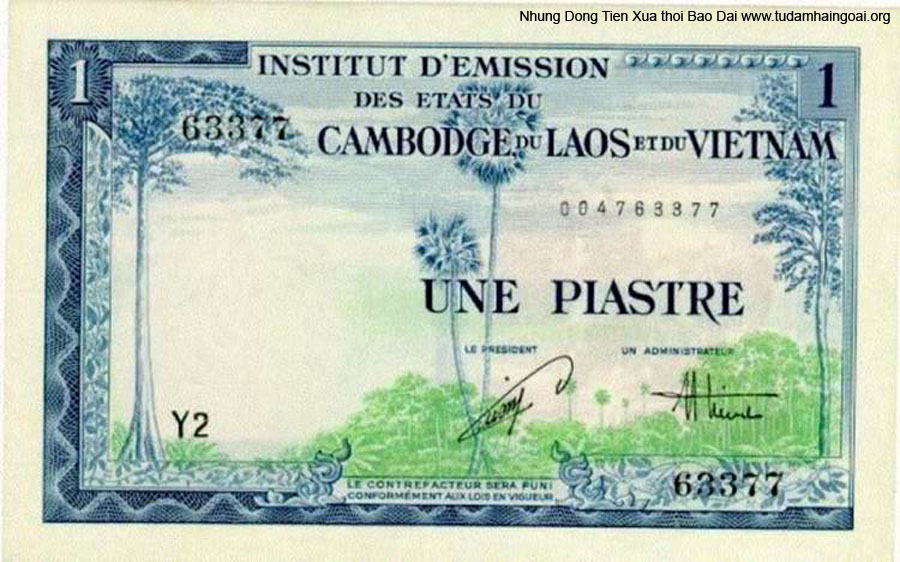 Nhung Dong Tien Xua thoi Bao Dai www.tudamhaingoai.org
1
INSTITUT D'EMISSION
1
DES ETATS DU
63377
CAMBODGE DU LAOS ET DU VIETNAM
004763377
UNE PIASTRE
LE PRESIDENT UN ADMINISTRATEUR
Y2
63377
LE CONTREFACTEUR SERA PUNI
CONFORMÉMENT AUX LOIS EN VIGUEUR